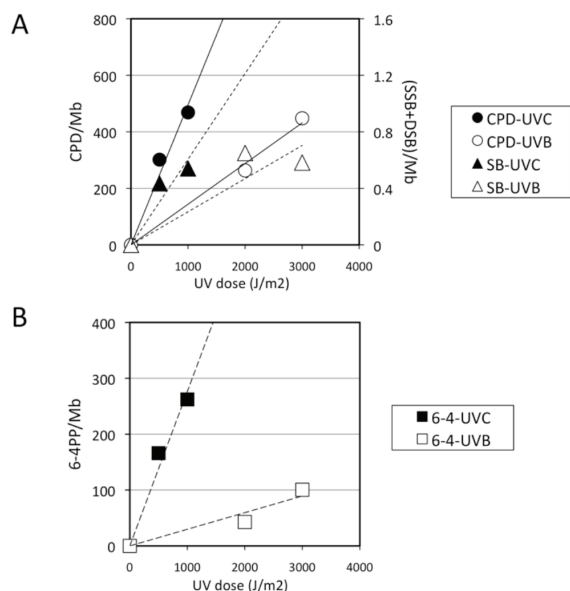 A
800
600
400
200
0
CPD/Mb
1.6
1.2
0.8
0.4
0
(SSB+DSB)/Mb
0 1000 2000 3000 4000
UV dose (J/m2)
CPD-UVC
CPD-UVB
SB-UVC
SB-UVB
B
400
300
200
100
0
6-4PP/Mb
0 1000 2000 3000 4000
UV dose (J/m2)
6-4-UVC
6-4-UVB